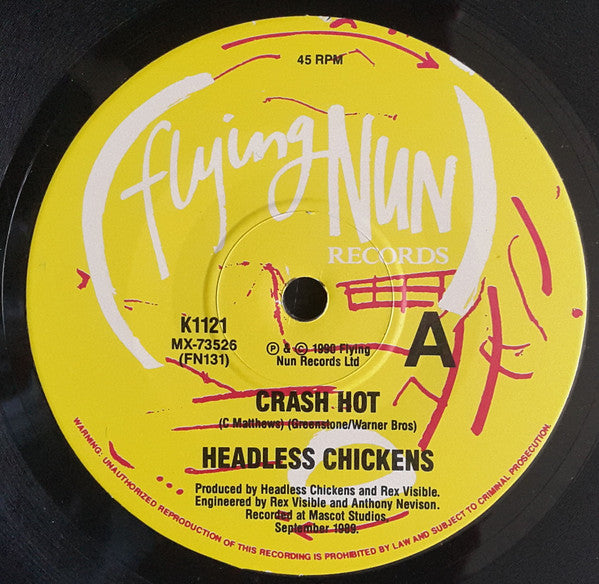 45 RPM
(flying NUN)
RECORDS
K1121
MX-73526
(FN131)
℗ & © 1990 Flying
Nun Records Ltd
A
CRASH HOT
(C Matthews) (Greenstone/Warner Bros)
HEADLESS CHICKENS
Produced by Headless Chickens and Rex Visible.
Engineered by Rex Visible and Anthony Nevison.
Recorded at Mascot Studios.
September 1989.
WARNING: UNAUTHORIZED REPRODUCTION OF THIS RECORDING IS PROHIBITED BY LAW AND SUBJECT TO CRIMINAL PROSECUTION.